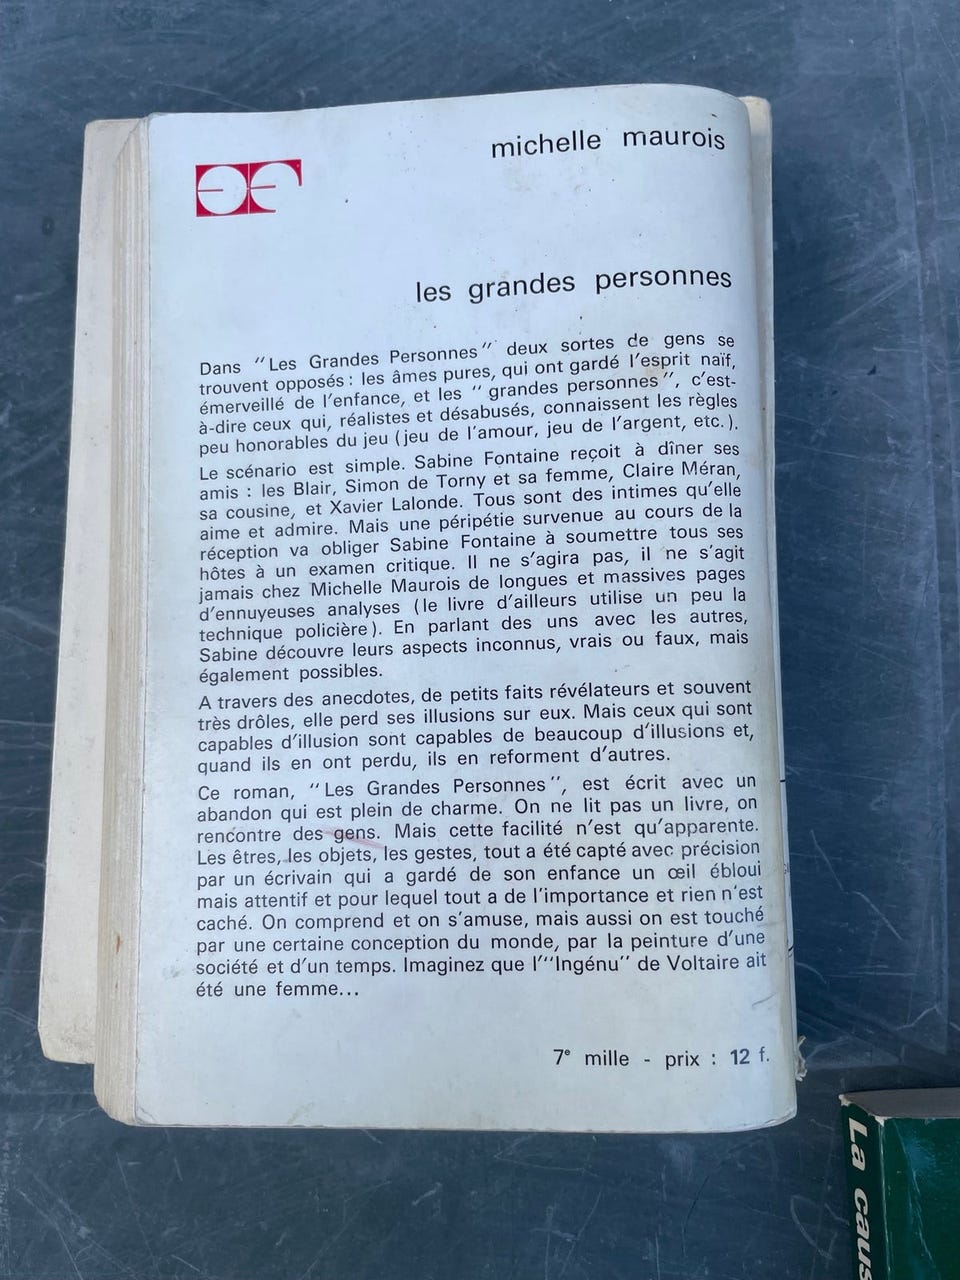 michelle maurois
les grandes personnes
Dans "Les Grandes Personnes" deux sortes de gens se
trouvent opposés : les âmes pures, qui ont gardé l'esprit naïf,
émerveillé de l'enfance, et les " grandes personnes ", c'est-
à-dire ceux qui, réalistes et désabusés, connaissent les règles
peu honorables du jeu (jeu de l'amour, jeu de l'argent, etc.).
Le scénario est simple. Sabine Fontaine reçoit à dîner ses
amis : les Blair, Simon de Torny et sa femme, Claire Méran,
sa cousine, et Xavier Lalonde. Tous sont des intimes qu'elle
aime et admire. Mais une péripétie survenue au cours de la
réception va obliger Sabine Fontaine à soumettre tous ses
hôtes à un examen critique. Il ne s'agira pas, il ne s'agit
jamais chez Michelle Maurois de longues et massives pages
d'ennuyeuses analyses (le livre d'ailleurs utilise un peu la
technique policière). En parlant des uns avec les autres,
Sabine découvre leurs aspects inconnus, vrais ou faux, mais
également possibles.
A travers des anecdotes, de petits faits révélateurs et souvent
très drôles, elle perd ses illusions sur eux. Mais ceux qui sont
capables d'illusion sont capables de beaucoup d'illusions et,
quand ils en ont perdu, ils en reforment d'autres.
Ce roman, "Les Grandes Personnes", est écrit avec un
abandon qui est plein de charme. On ne lit pas un livre, on
rencontre des gens. Mais cette facilité n'est qu'apparente.
Les êtres, les objets, les gestes, tout a été capté avec précision
par un écrivain qui a gardé de son enfance un œil ébloui
mais attentif et pour lequel tout a de l'importance et rien n'est
caché. On comprend et on s'amuse, mais aussi on est touché
par une certaine conception du monde, par la peinture d'une
société et d'un temps. Imaginez que l'"Ingénu" de Voltaire ait
été une femme...
7e mille - prix : 12 f.
La caus